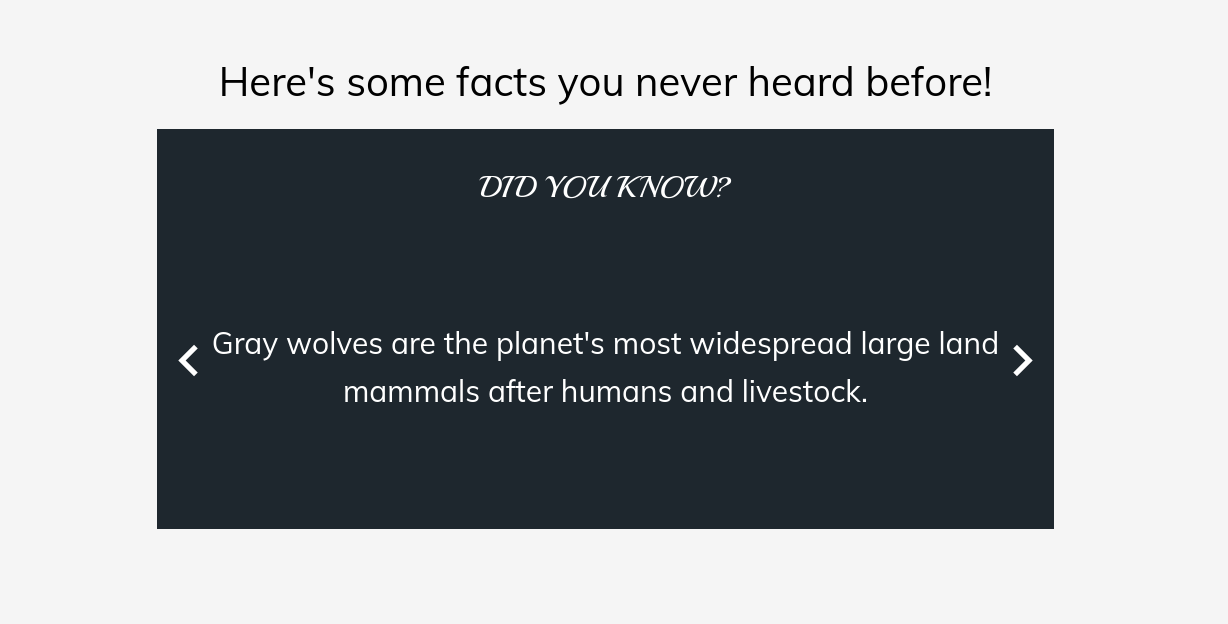 Here's some facts you never heard before!
DID YOU KNOW?
Gray wolves are the planet's most widespread large land
mammals after humans and livestock.